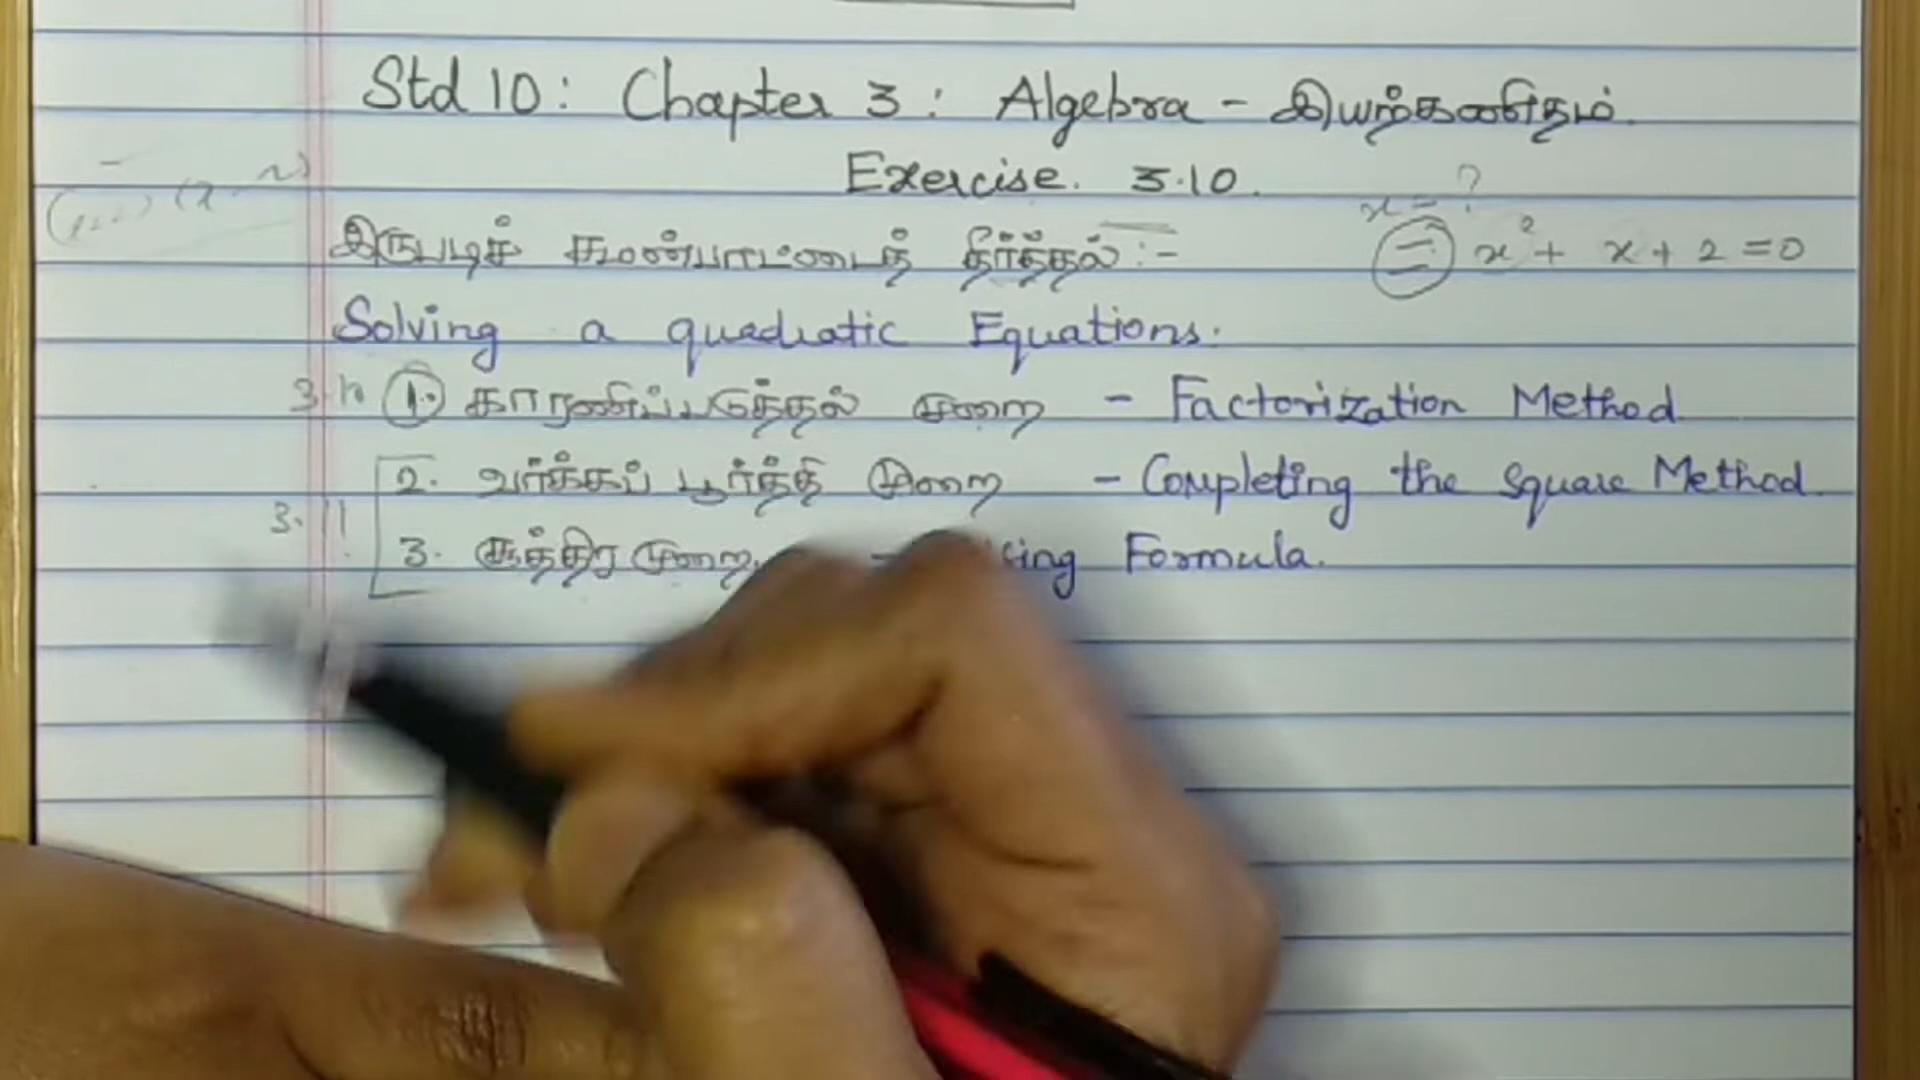 Std 10: Chapter 3: Algebra - இயற்கணிதம்.
Exercise. 3.10.
x = ?
இருபடிச் சமன்பாட்டைத் தீர்த்தல் :-
= x² + x + 2 = 0
Solving a quadratic Equations.
1. காரணிப்படுத்தல் முறை - Factorization Method
2. வர்க்கப் பூர்த்தி முறை - Completing the Square Method.
3.11
3. சூத்திர முறை. - Formula.